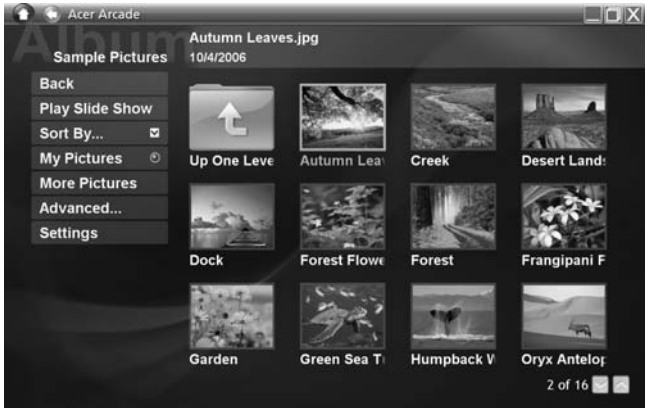 Acer Arcade
Album
Sample Pictures
Autumn Leaves.jpg
10/4/2006
Back
Play Slide Show
Sort By...
My Pictures
More Pictures
Advanced...
Settings
Up One Leve
Autumn Leav
Creek
Desert Lands
Dock
Forest Flowe
Forest
Frangipani F
Garden
Green Sea T
Humpback W
Oryx Antelop
2 of 16